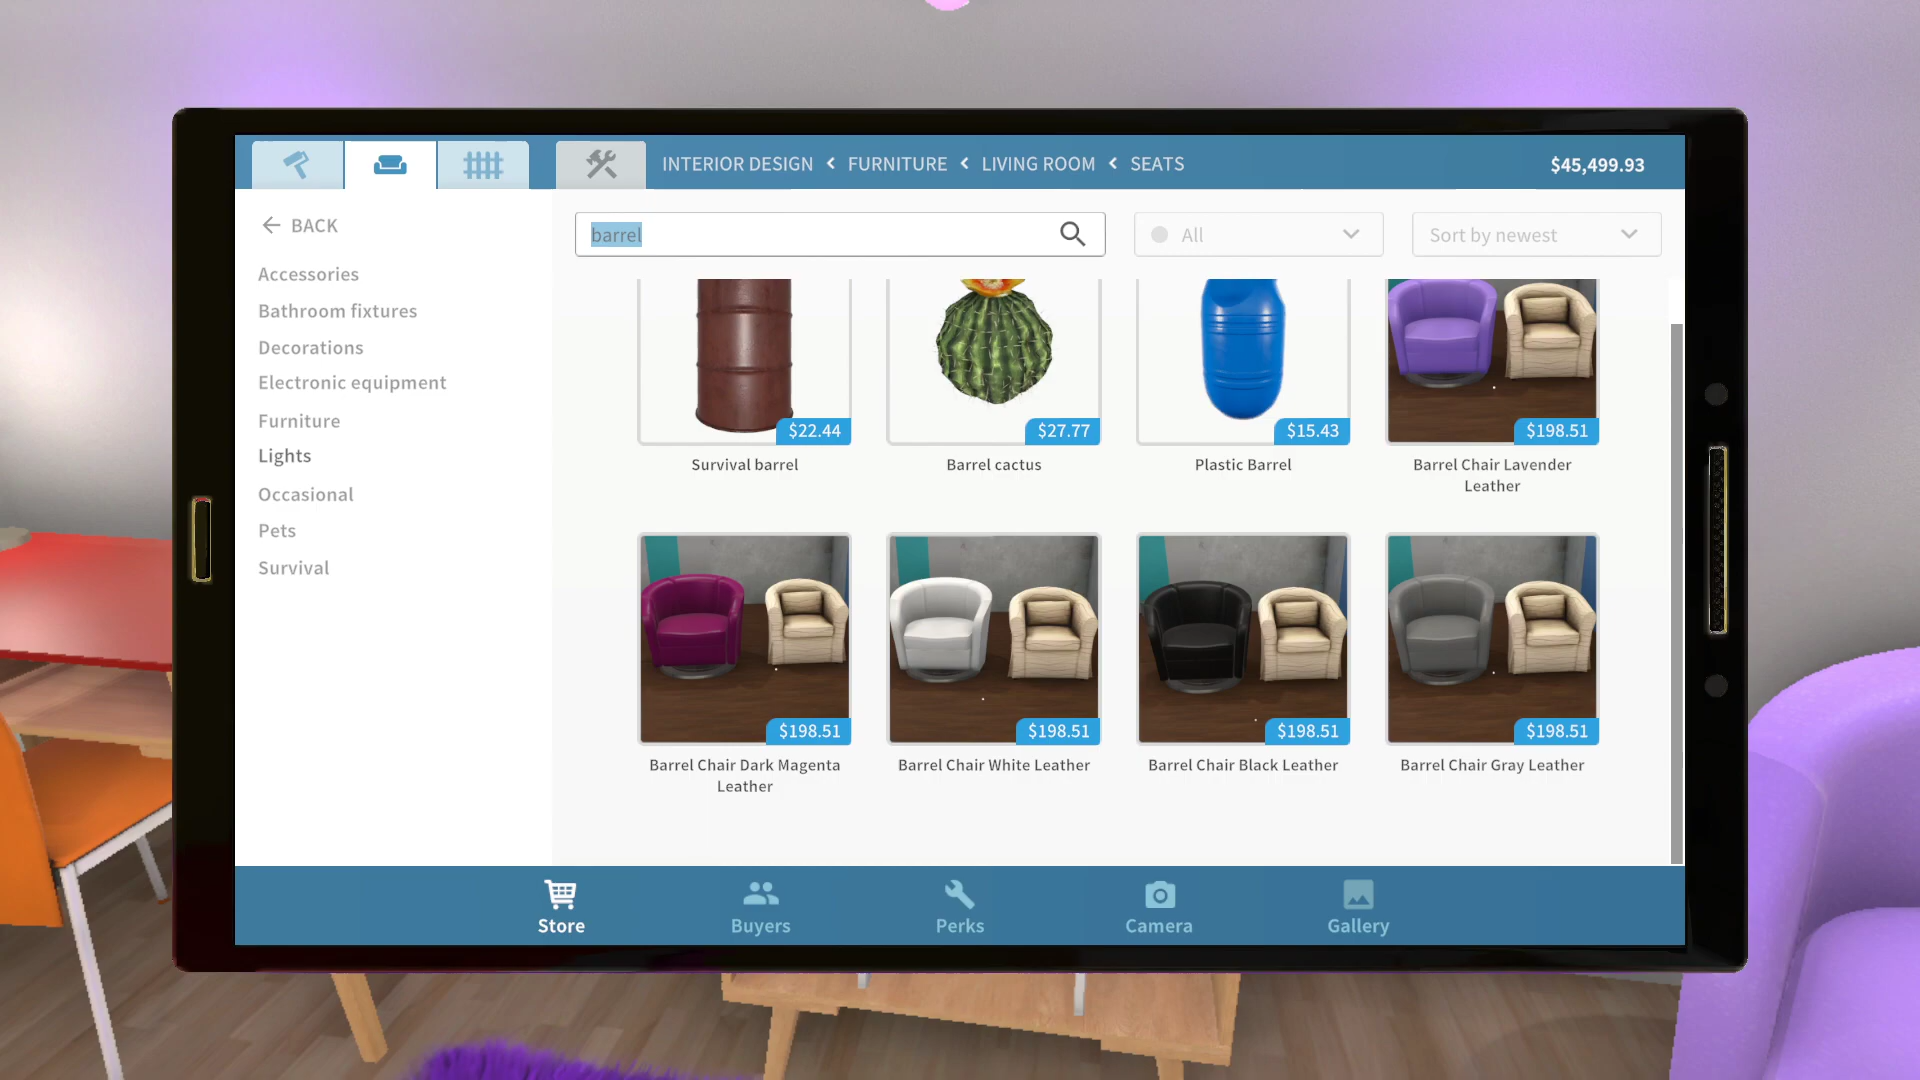 INTERIOR DESIGN < FURNITURE < LIVING ROOM < SEATS
$45,499.93
BACK
barrel
All
Sort by newest
Accessories
Bathroom fixtures
Decorations
Electronic equipment
Furniture
Lights
Occasional
Pets
Survival
$22.44
$27.77
$15.43
$198.51
Survival barrel
Barrel cactus
Plastic Barrel
Barrel Chair Lavender
Leather
$198.51
$198.51
$198.51
$198.51
Barrel Chair Dark Magenta
Leather
Barrel Chair White Leather
Barrel Chair Black Leather
Barrel Chair Gray Leather
Store
Buyers
Perks
Camera
Gallery